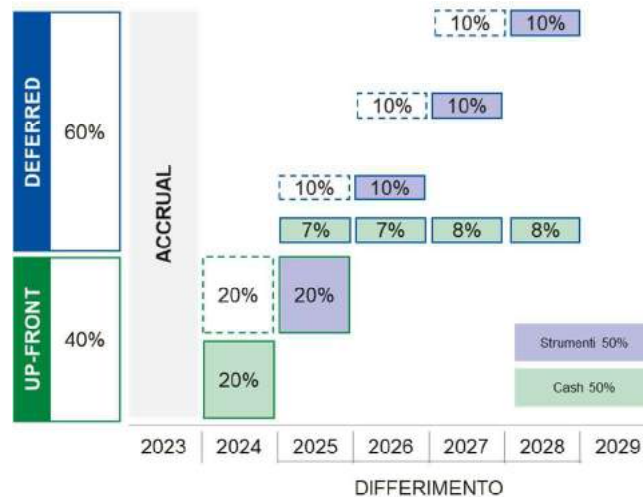 10% 10%
10% 10%
DEFERRED
60%
10% 10%
7% 7% 8% 8%
ACCRUAL
UP-FRONT
40%
20% 20%
20%
Strumenti 50%
Cash 50%
2023 2024 2025 2026 2027 2028 2029
DIFFERIMENTO